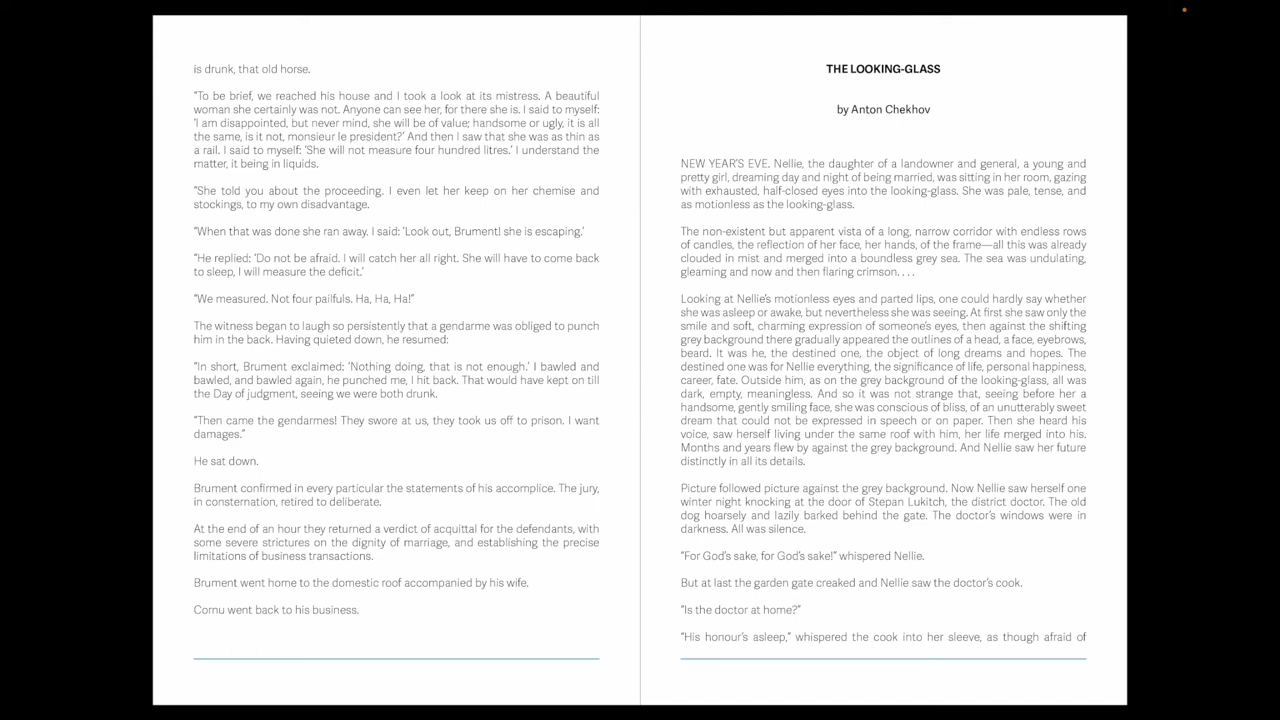 is drunk, that old horse.
"To be brief, we reached his house and I took a look at its mistress. A beautiful
woman she certainly was not. Anyone can see her, for there she is. I said to myself:
'I am disappointed, but never mind, she will be of value; handsome or ugly, it is all
the same, is it not, monsieur le president?' And then I saw that she was as thin as
a rail. I said to myself: 'She will not measure four hundred litres.' I understand the
matter, it being in liquids.
"She told you about the proceeding. I even let her keep on her chemise and
stockings, to my own disadvantage.
"When that was done she ran away. I said: 'Look out, Brument! she is escaping.'
"He replied: 'Do not be afraid. I will catch her all right. She will have to come back
to sleep, I will measure the deficit.'
"We measured. Not four pailfuls. Ha, Ha, Ha!"
The witness began to laugh so persistently that a gendarme was obliged to punch
him in the back. Having quieted down, he resumed:
"In short, Brument exclaimed: 'Nothing doing, that is not enough.' I bawled and
bawled, and bawled again, he punched me, I hit back. That would have kept on till
the Day of judgment, seeing we were both drunk.
"Then came the gendarmes! They swore at us, they took us off to prison. I want
damages."
He sat down.
Brument confirmed in every particular the statements of his accomplice. The jury,
in consternation, retired to deliberate.
At the end of an hour they returned a verdict of acquittal for the defendants, with
some severe strictures on the dignity of marriage, and establishing the precise
limitations of business transactions.
Brument went home to the domestic roof accompanied by his wife.
Cornu went back to his business.
THE LOOKING-GLASS
by Anton Chekhov
NEW YEAR'S EVE. Nellie, the daughter of a landowner and general, a young and
pretty girl, dreaming day and night of being married, was sitting in her room, gazing
with exhausted, half-closed eyes into the looking-glass. She was pale, tense, and
as motionless as the looking-glass.
The non-existent but apparent vista of a long, narrow corridor with endless rows
of candles, the reflection of her face, her hands, of the frame—all this was already
clouded in mist and merged into a boundless grey sea. The sea was undulating,
gleaming and now and then flaring crimson. . . .
Looking at Nellie's motionless eyes and parted lips, one could hardly say whether
she was asleep or awake, but nevertheless she was seeing. At first she saw only the
smile and soft, charming expression of someone's eyes, then against the shifting
grey background there gradually appeared the outlines of a head, a face, eyebrows,
beard. It was he, the destined one, the object of long dreams and hopes. The
destined one was for Nellie everything, the significance of life, personal happiness,
career, fate. Outside him, as on the grey background of the looking-glass, all was
dark, empty, meaningless. And so it was not strange that, seeing before her a
handsome, gently smiling face, she was conscious of bliss, of an unutterably sweet
dream that could not be expressed in speech or on paper. Then she heard his
voice, saw herself living under the same roof with him, her life merged into his.
Months and years flew by against the grey background. And Nellie saw her future
distinctly in all its details.
Picture followed picture against the grey background. Now Nellie saw herself one
winter night knocking at the door of Stepan Lukitch, the district doctor. The old
dog hoarsely and lazily barked behind the gate. The doctor's windows were in
darkness. All was silence.
"For God's sake, for God's sake!" whispered Nellie.
But at last the garden gate creaked and Nellie saw the doctor's cook.
"Is the doctor at home?"
"His honour's asleep," whispered the cook into her sleeve, as though afraid of